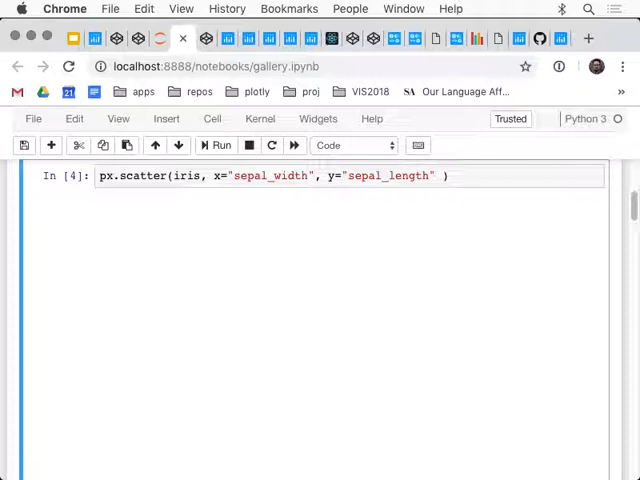 Chrome File Edit View History Bookmarks People Window Help
localhost:8888/notebooks/gallery.ipynb
21 apps repos plotly proj VIS2018 SA Our Language Aff...
File Edit View Insert Cell Kernel Widgets Help Trusted Python 3
Run Code
In [4]: px.scatter(iris, x="sepal_width", y="sepal_length" )